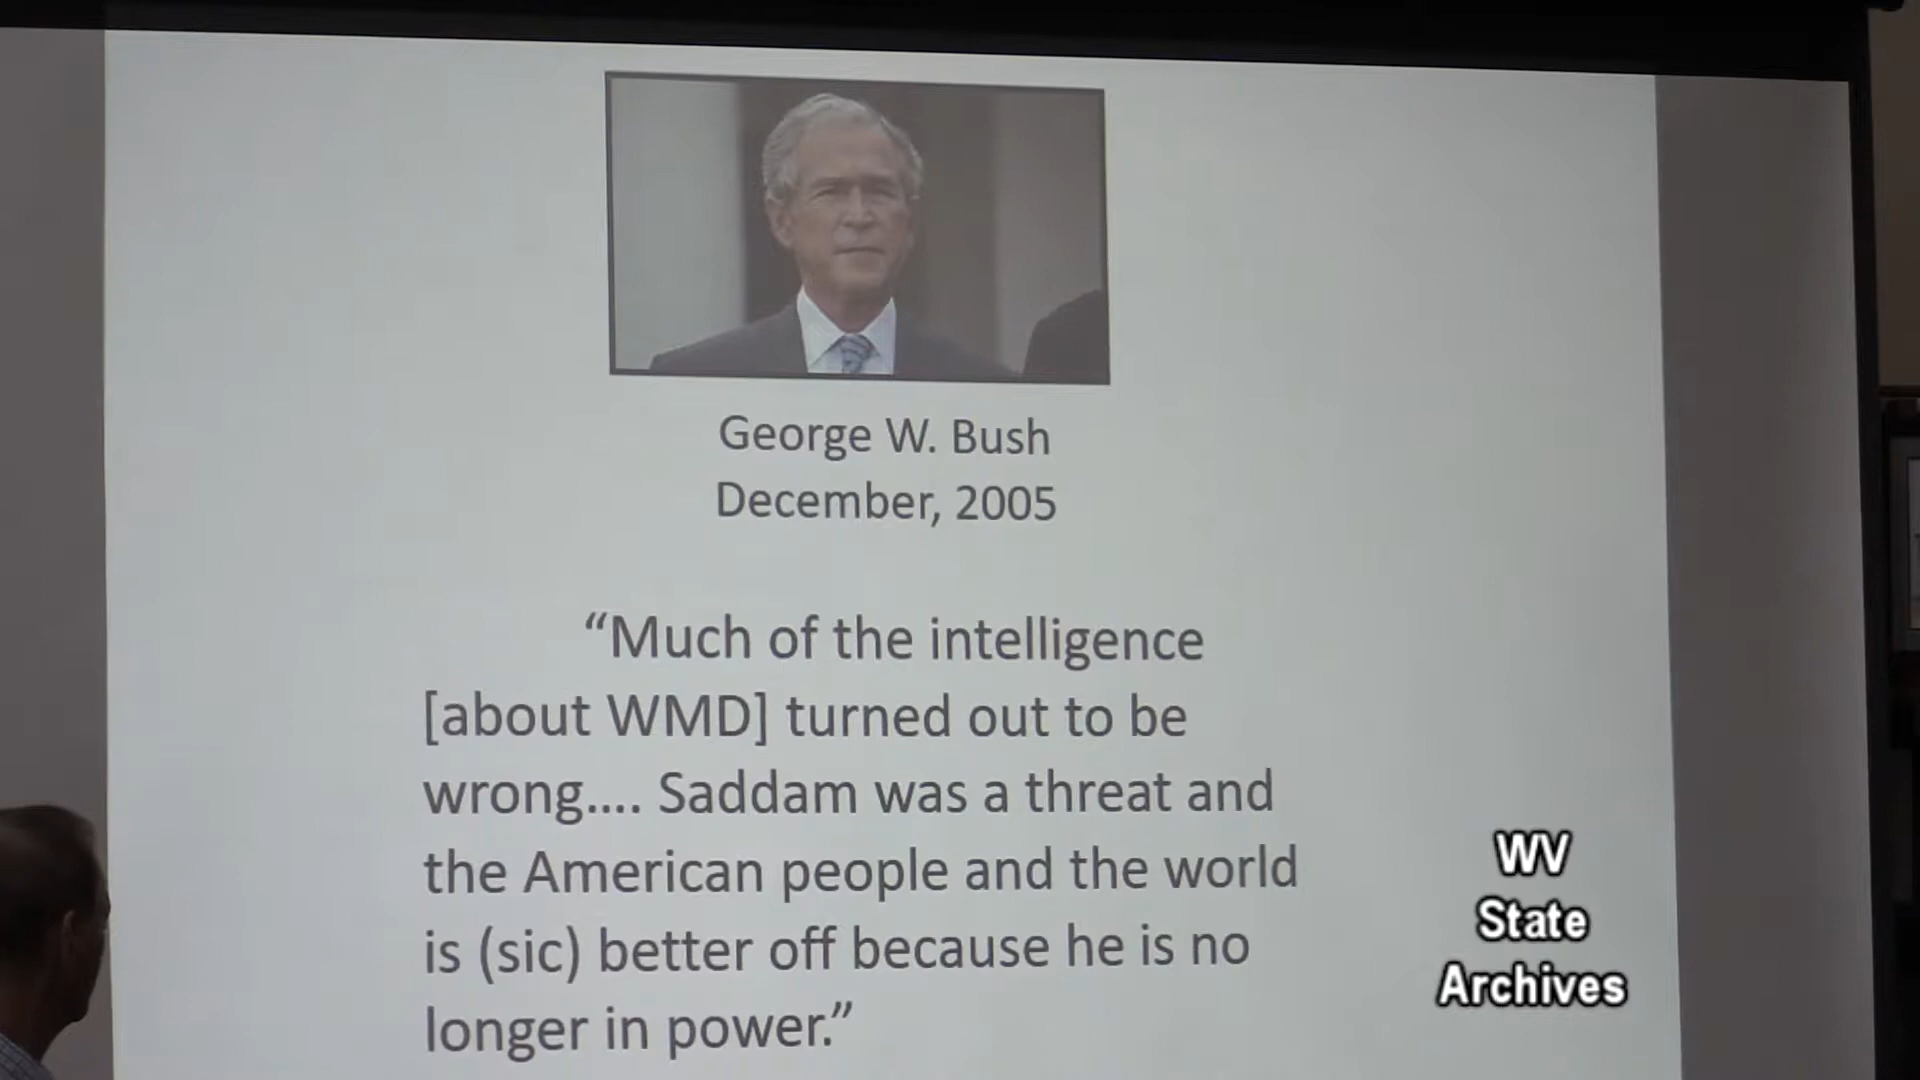 George W. Bush
December, 2005
“Much of the intelligence
[about WMD] turned out to be
wrong.... Saddam was a threat and
the American people and the world
is (sic) better off because he is no
longer in power.”
WV
State
Archives